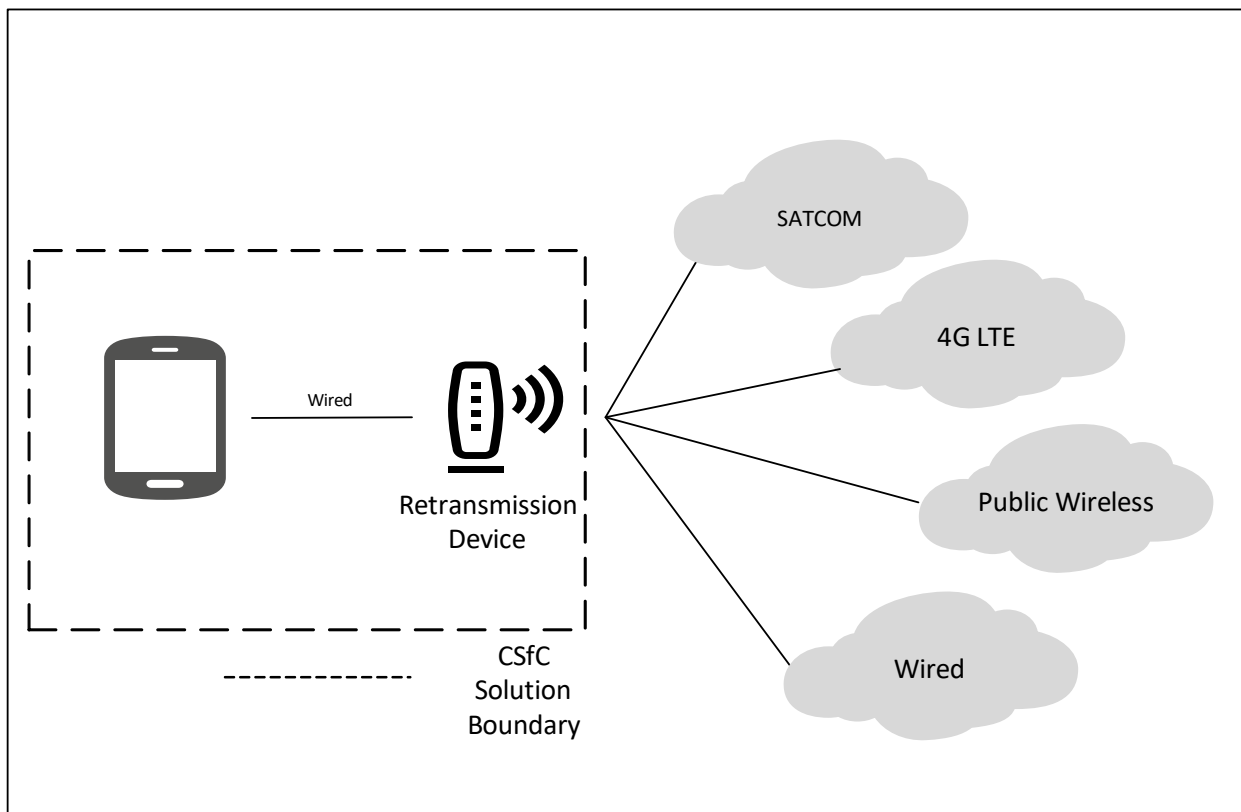 SATCOM
4G LTE
Wired
Public Wireless
Retransmission
Device
CSfC
Solution
Boundary
Wired